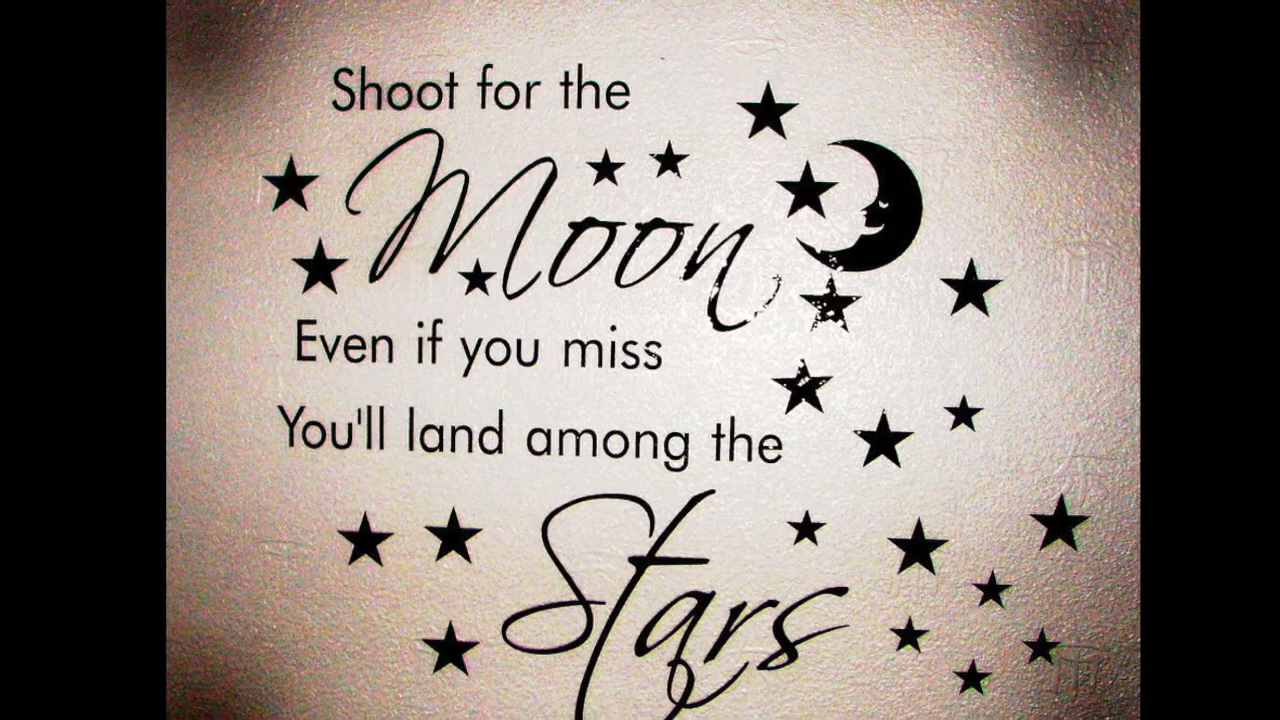 Shoot for the
Moon
Even if you miss
You'll land among the
Stars